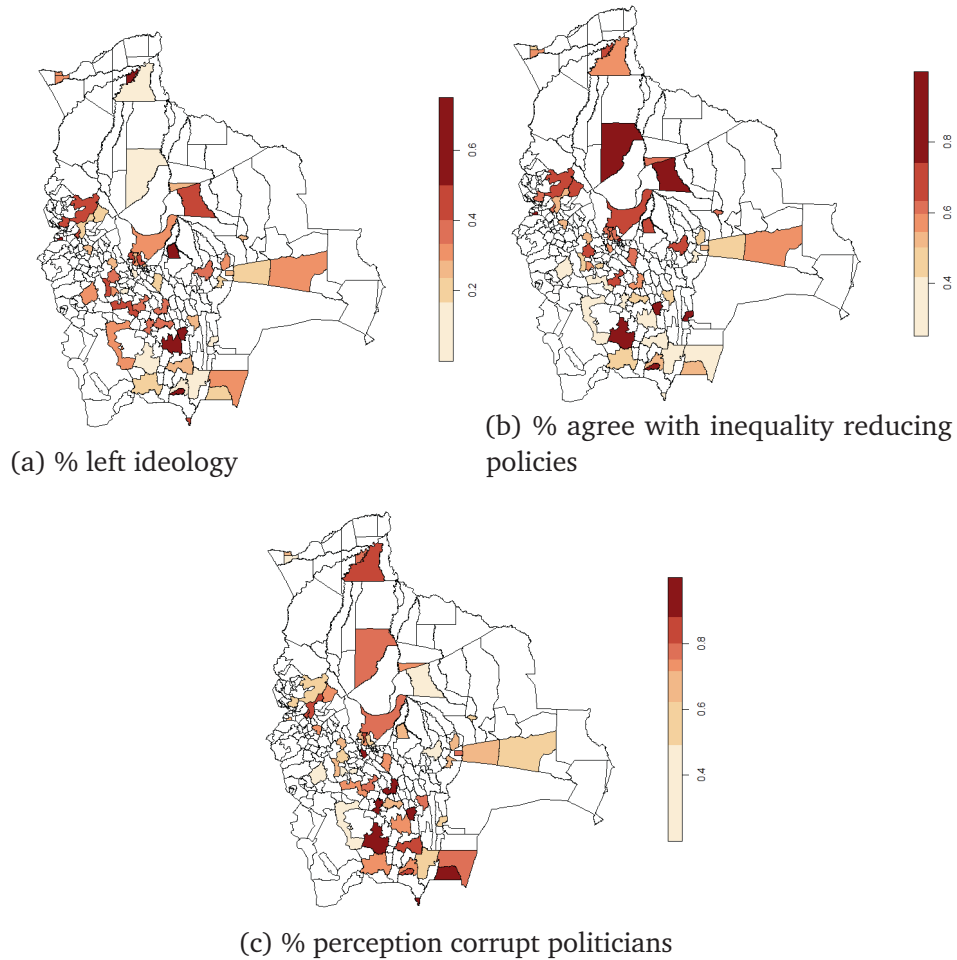 0.2 0.4 0.6
0.4 0.6 0.8
(a) % left ideology
(b) % agree with inequality reducing
policies
0.4 0.6 0.8
(c) % perception corrupt politicians